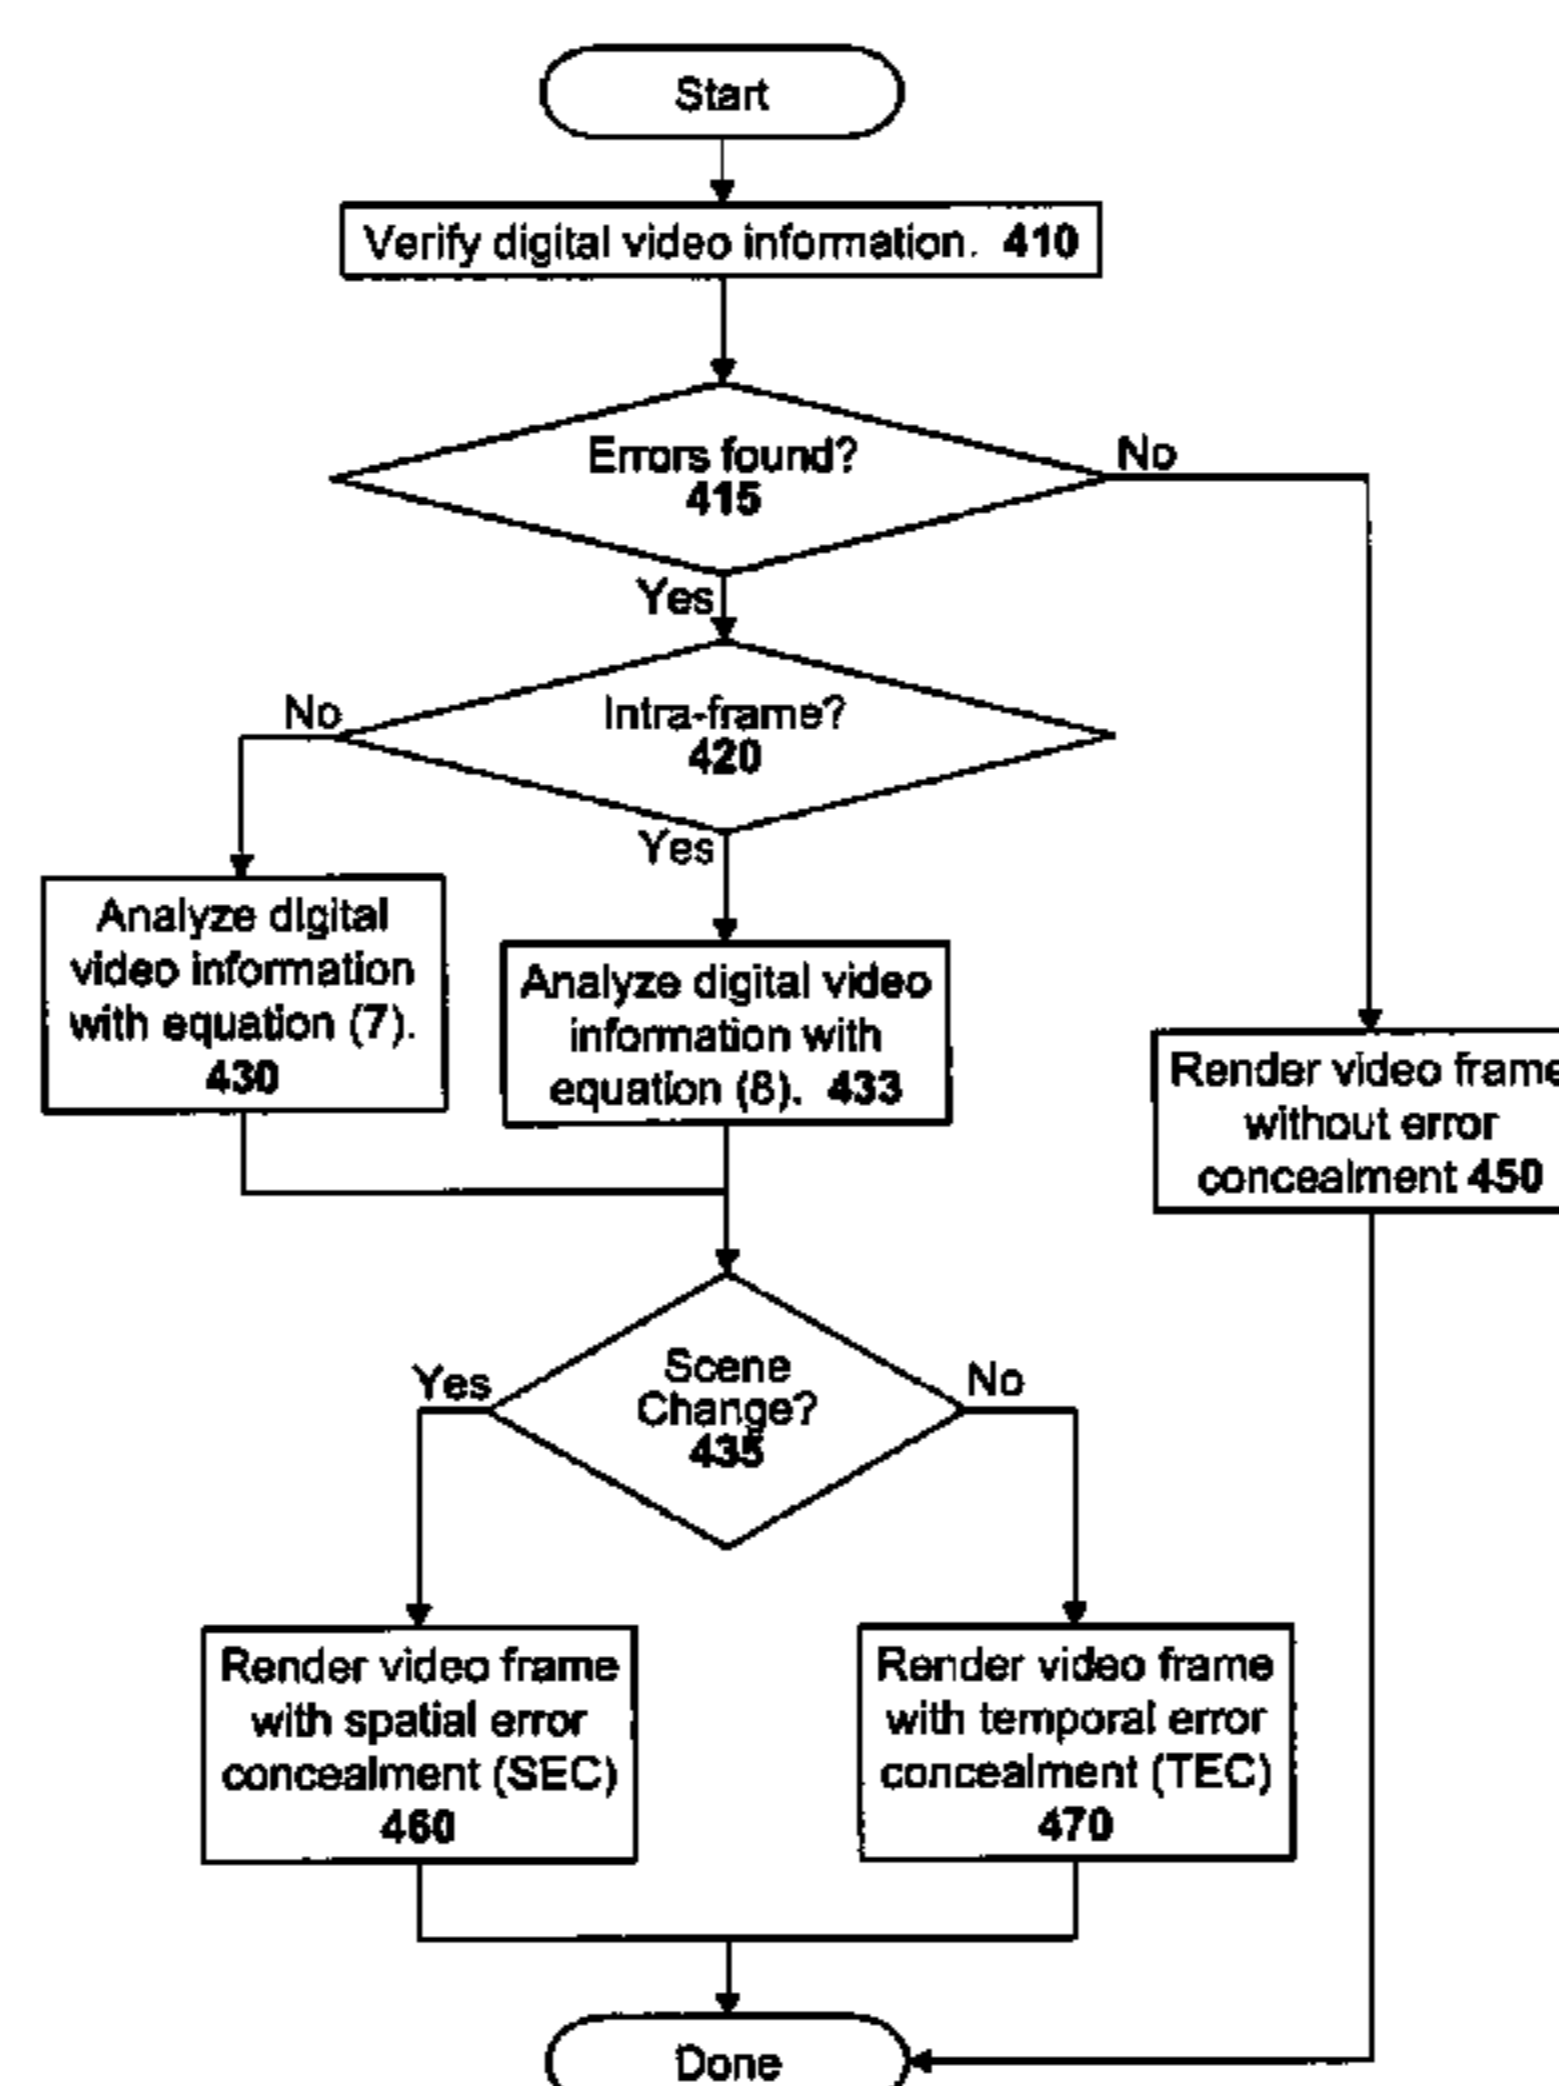 Start
Verify digital video information. 410
Errors found?
415
No
Yes
Intra-frame?
420
No
Yes
Analyze digital
video information
with equation (7).
430
Analyze digital video
information with
equation (8). 433
Render video frame
without error
concealment 450
Scene
Change?
435
Yes
No
Render video frame
with spatial error
concealment (SEC)
460
Render video frame
with temporal error
concealment (TEC)
470
Done